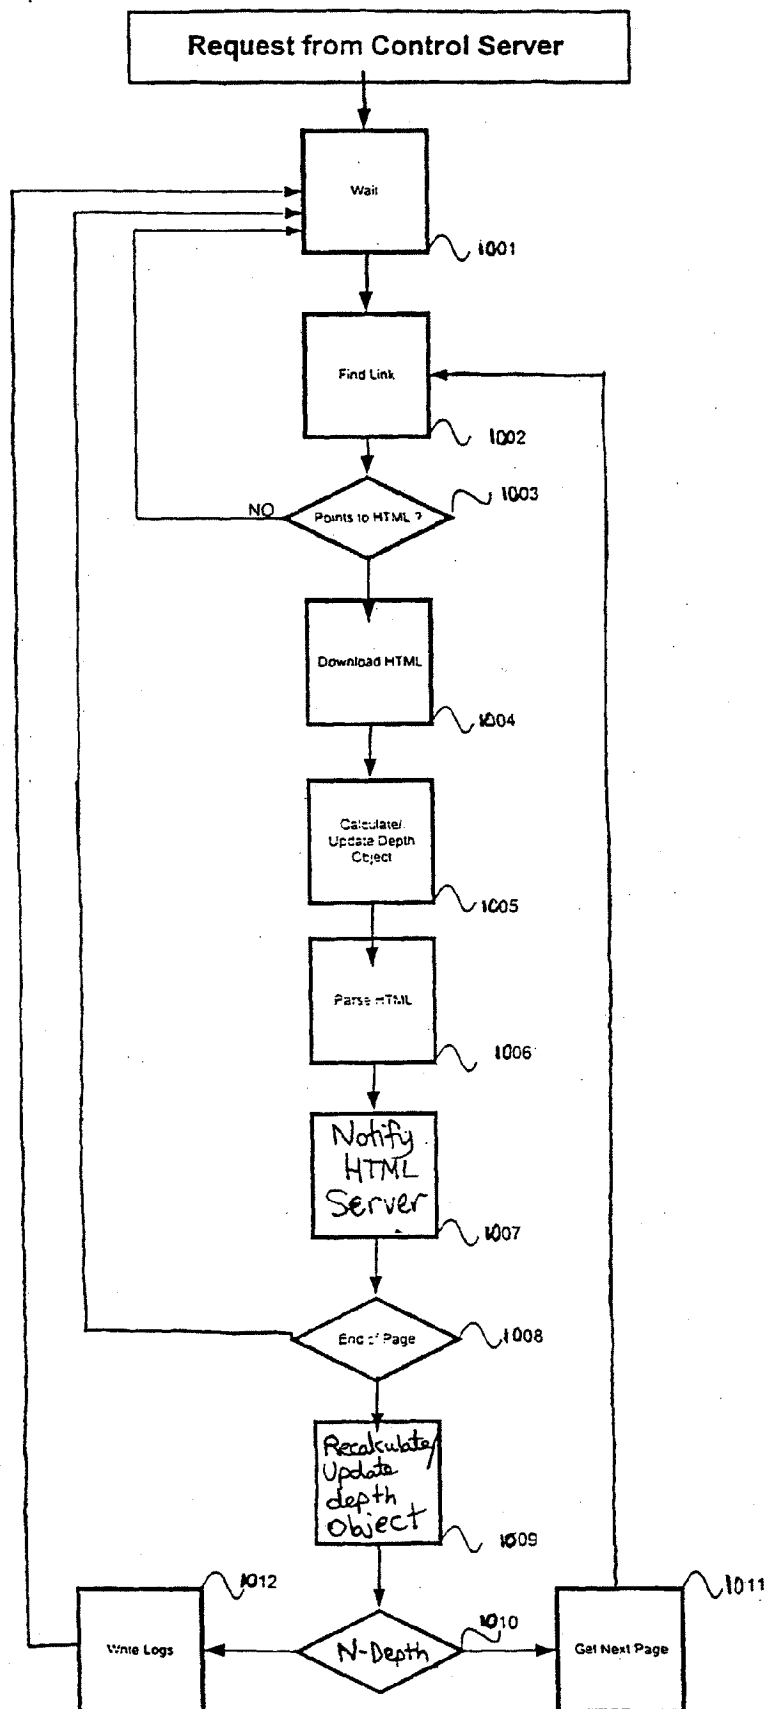 Request from Control Server
Wait
1001
Find Link
1002
1003
NO
Points to HTML ?
Download HTML
1004
Calculate/
Update Depth
Object
1005
Parse HTML
1006
Notify
HTML
Server
1007
End of Page
1008
Recalculate/
Update
depth
Object
1009
1012
1010
1011
Write Logs
N-Depth
Get Next Page